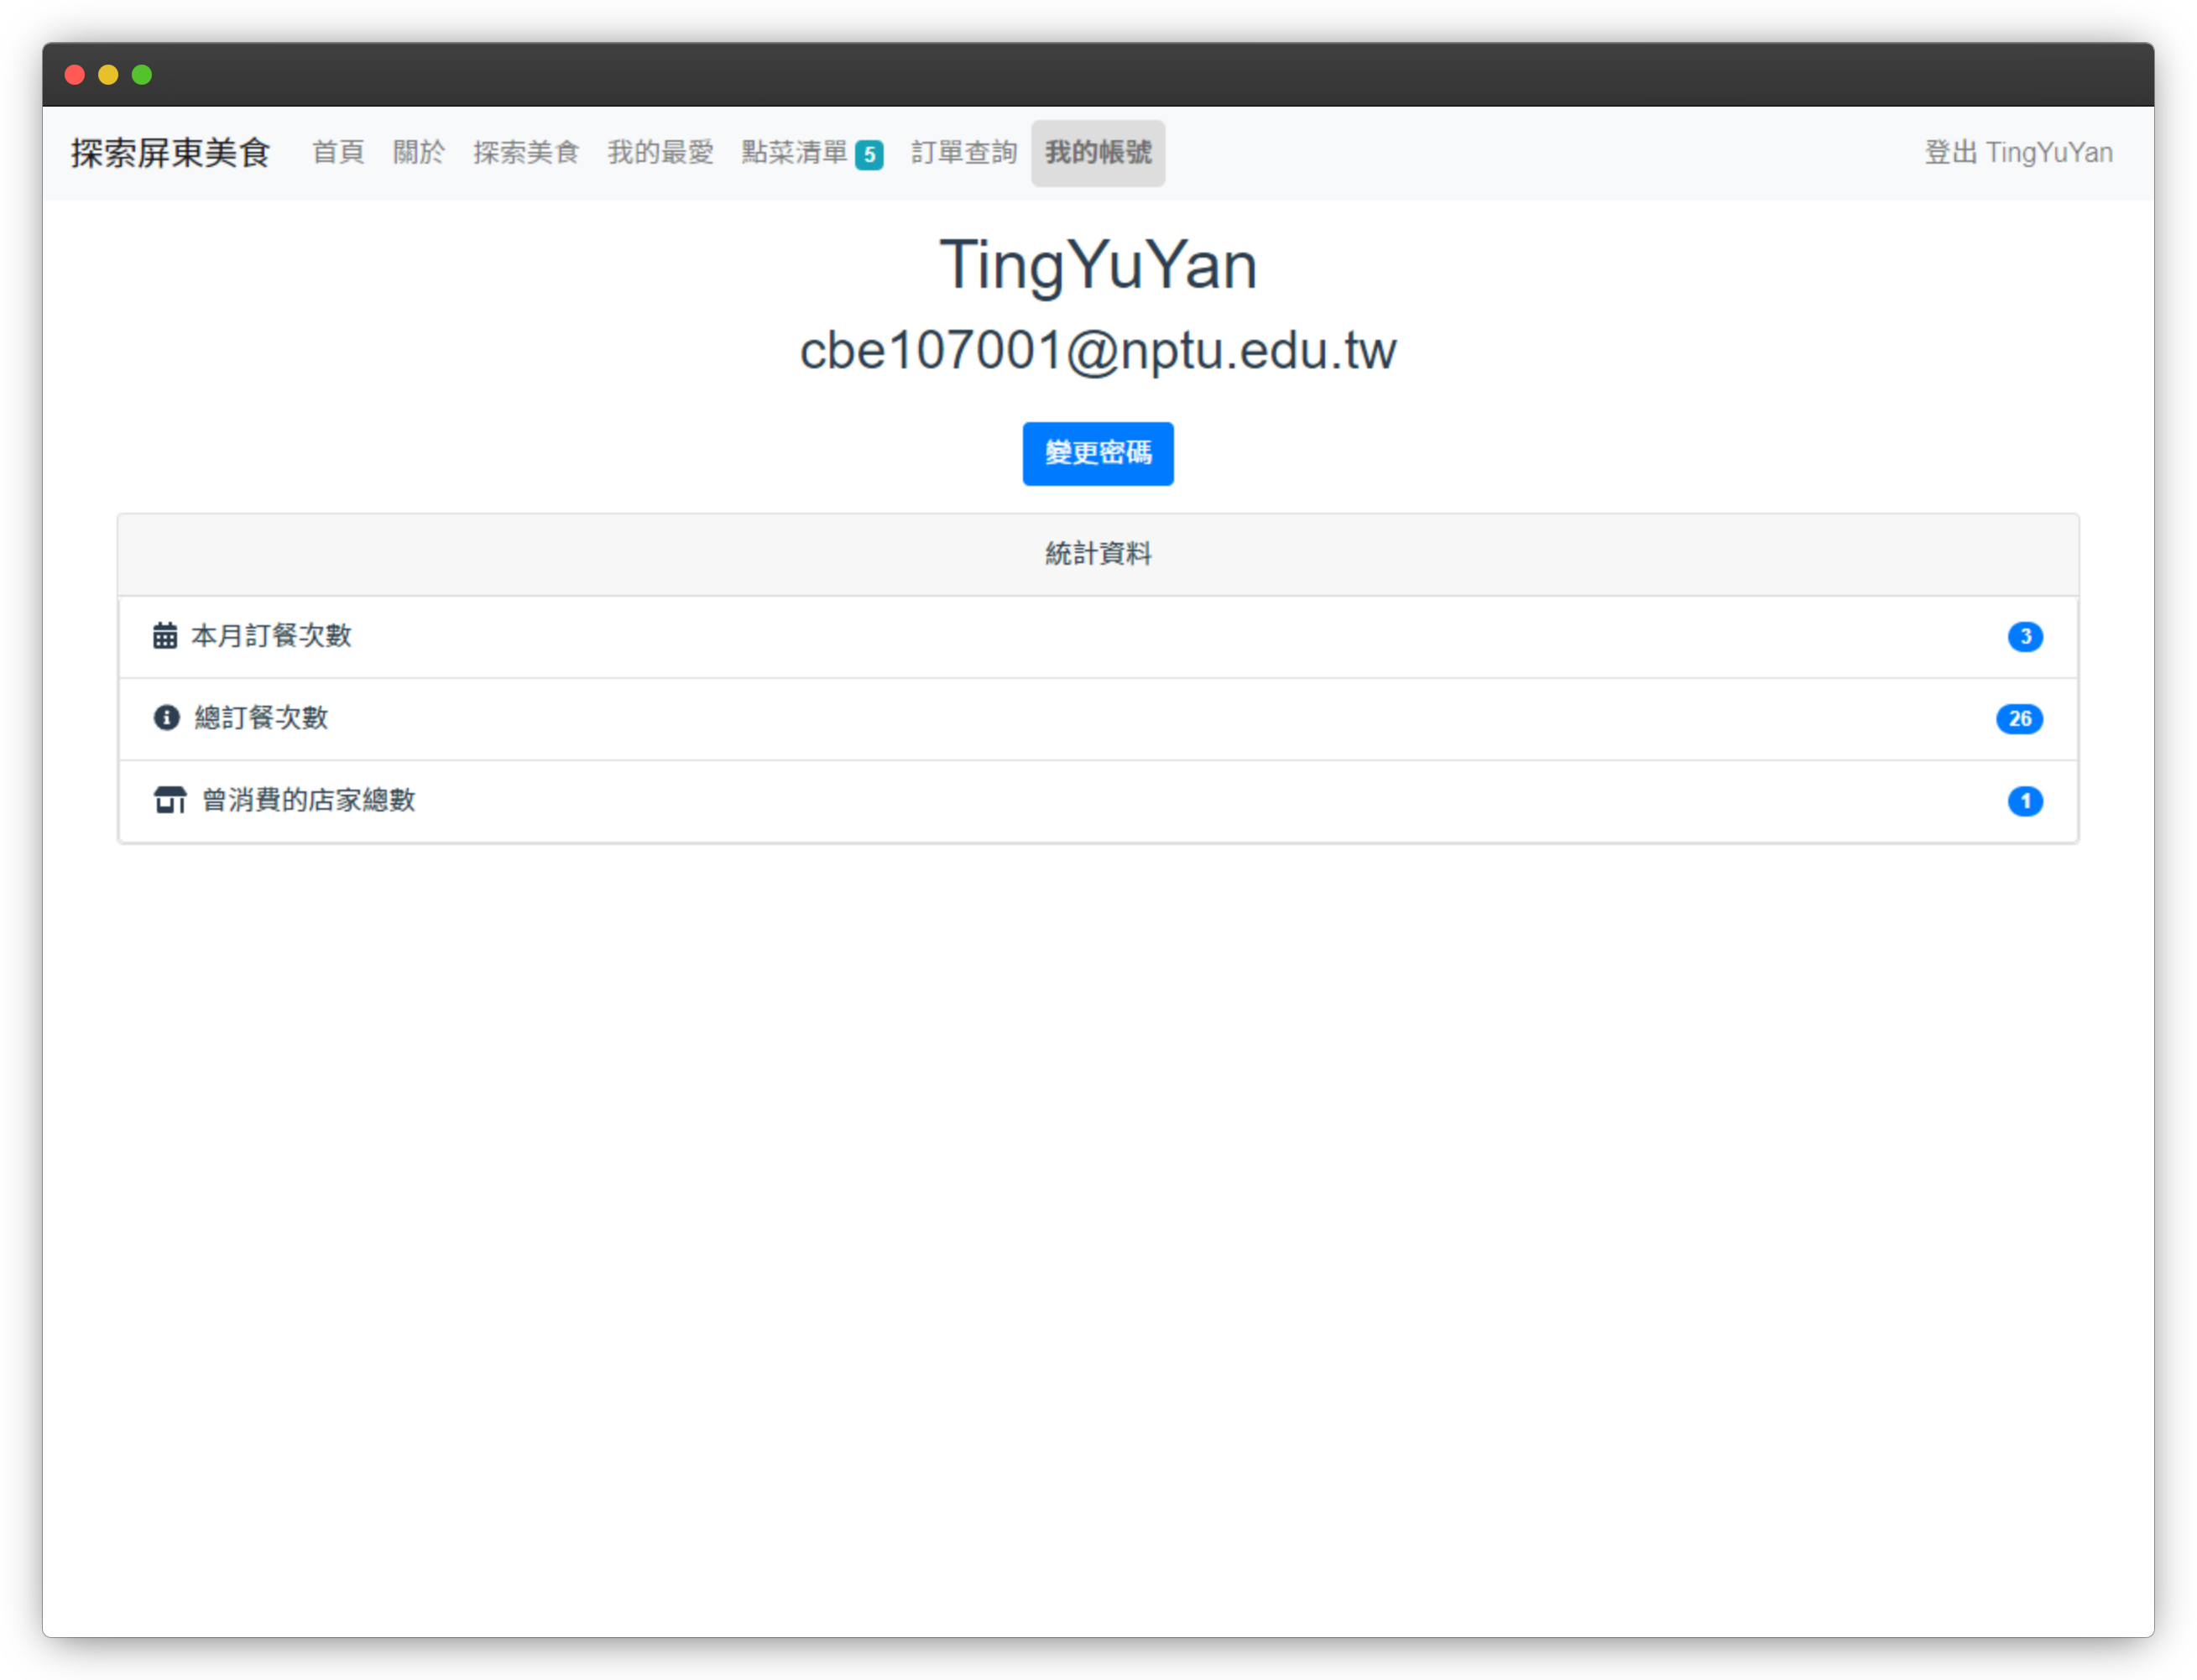 探索屏東美食 首頁 關於 探索美食 我的最愛 點菜清單 5 訂單查詢 我的帳號 登出 TingYuYan
TingYuYan
cbe107001@nptu.edu.tw
變更密碼
統計資料
本月訂餐次數 3
總訂餐次數 26
曾消費的店家總數 1